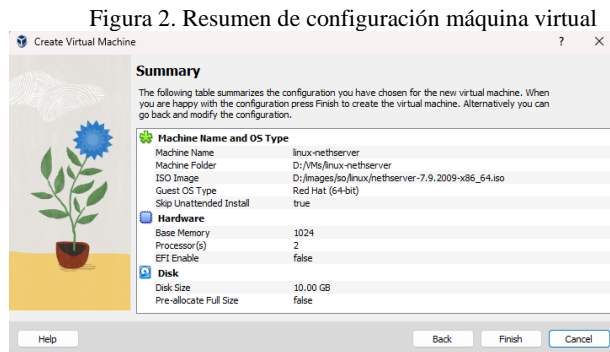 Figura 2. Resumen de configuración máquina virtual
Create Virtual Machine
?
Summary
The following table summarizes the configuration you have chosen for the new virtual machine. When
you are happy with the configuration press Finish to create the virtual machine. Alternatively you can
go back and modify the configuration.
Machine Name and OS Type
Machine Name linux-nethserver
Machine Folder D:/VMs/linux-nethserver
ISO Image D:/images/so/linux/nethserver-7.9.2009-x86_64.iso
Guest OS Type Red Hat (64-bit)
Skip Unattended Install true
Hardware
Base Memory 1024
Processor(s) 2
EFI Enable false
Disk
Disk Size 10.00 GB
Pre-allocate Full Size false
Help Back Finish Cancel